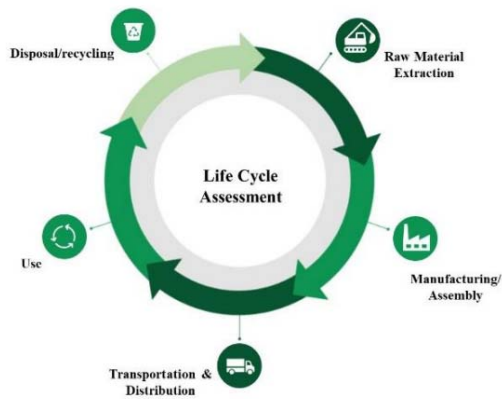 Disposal/recycling
Raw Material
Extraction
Life Cycle
Assessment
Use
Manufacturing/
Assembly
Transportation &
Distribution